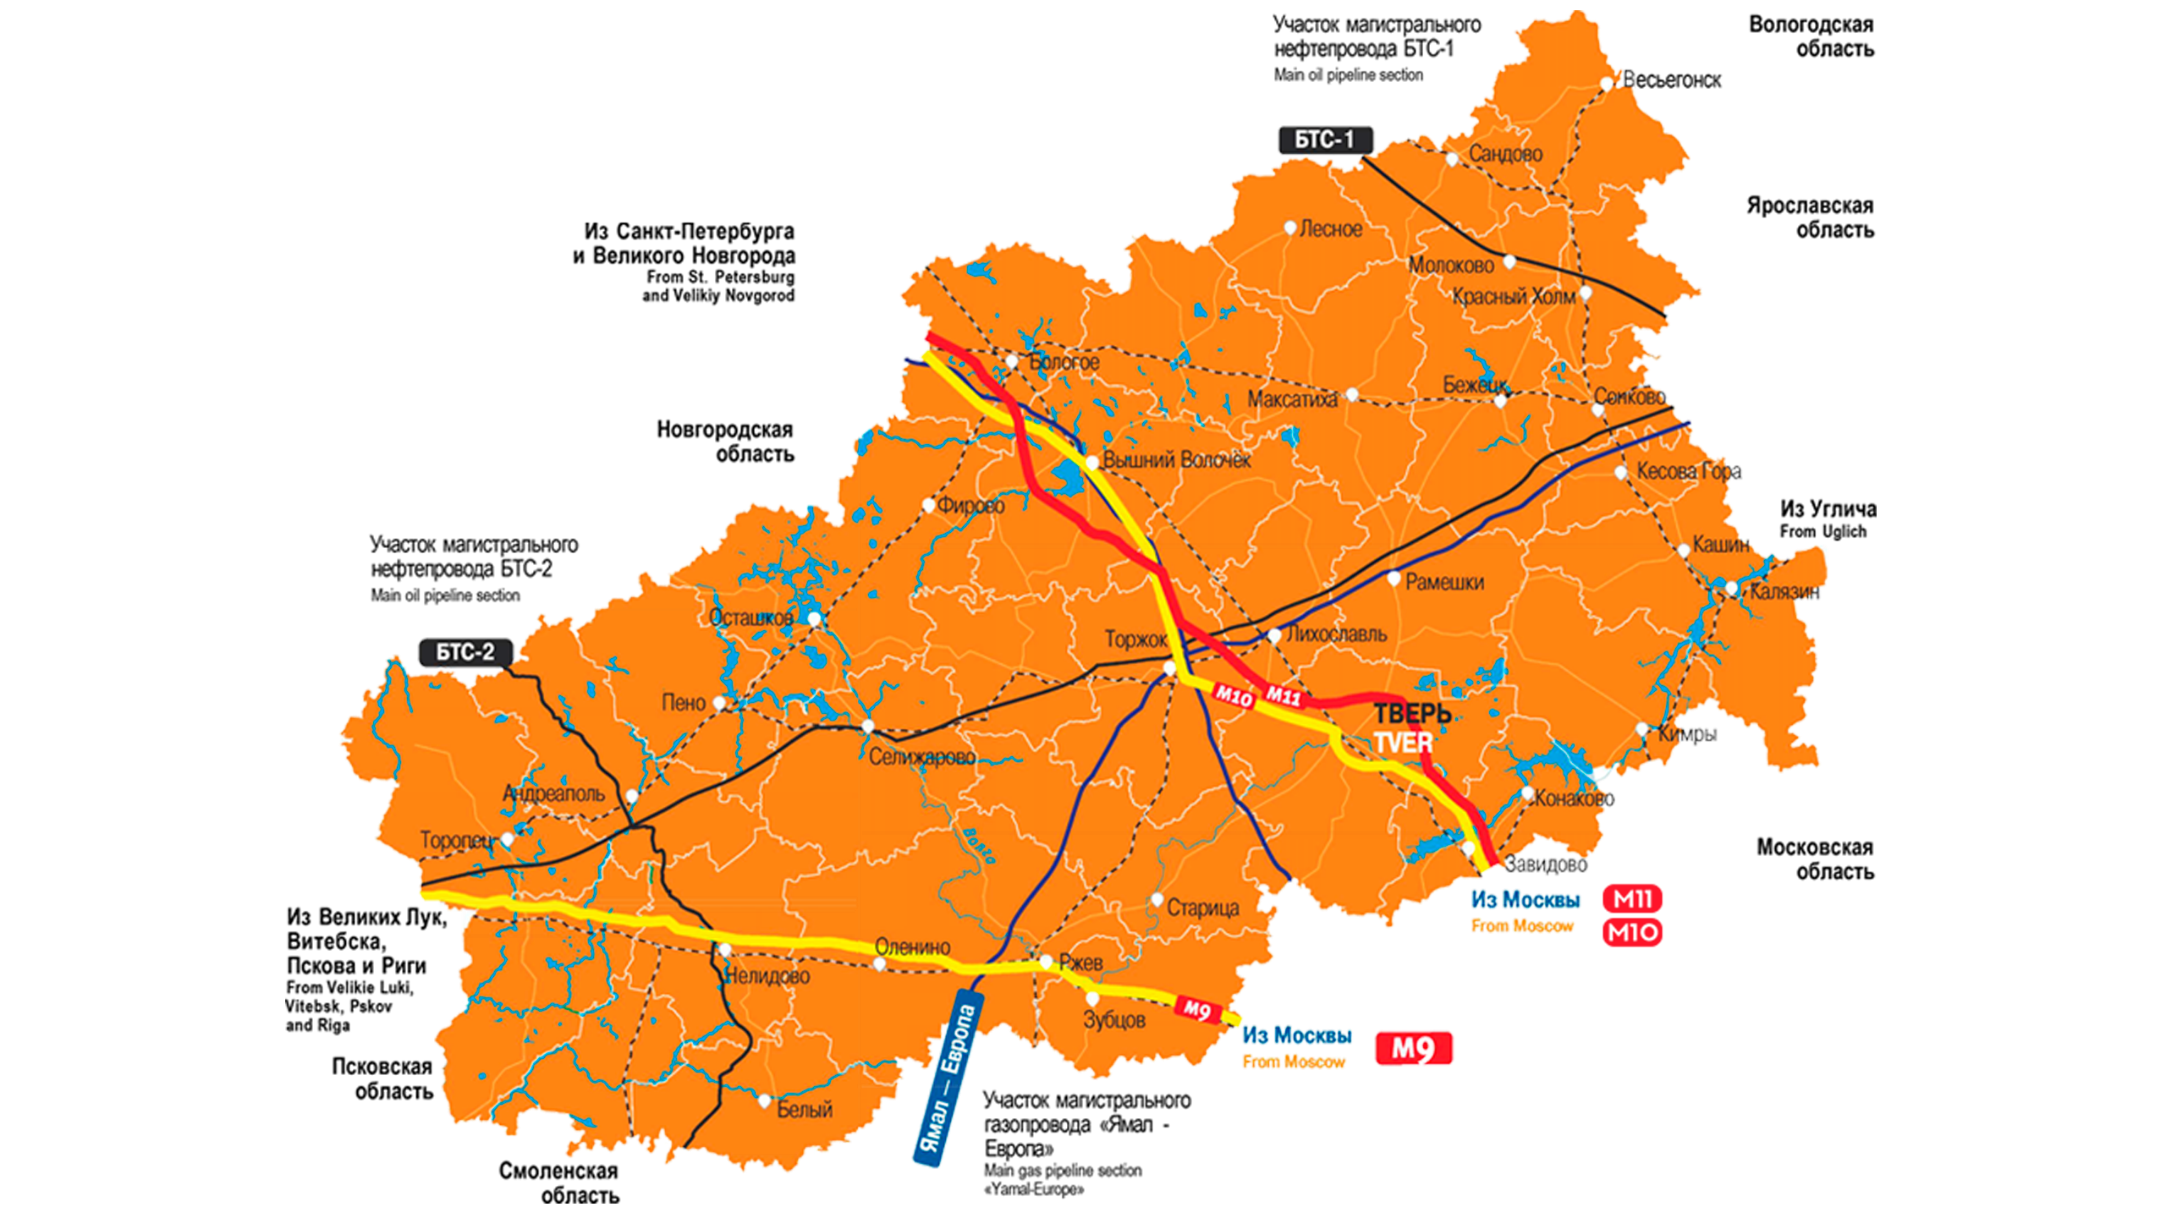 Участок магистрального
нефтепровода БТС-1
Main oil pipeline section
Вологодская
область
Весьегонск
БТС-1
Сандово
Ярославская
область
Лесное
Из Санкт-Петербурга
и Великого Новгорода
From St. Petersburg
and Velikiy Novgorod
Молоково
Красный Холм
Бологое
Максатиха
Бежецк
Сонково
Новгородская
область
Вышний Волочёк
Кесова Гора
Фирово
Из Углича
From Uglich
Участок магистрального
нефтепровода БТС-2
Main oil pipeline section
Кашин
Рамешки
Калязин
Осташков
Торжок
Лихославль
БТС-2
Пено
М10
М11
ТВЕРЬ
TVER
Селижарово
Кимры
Андреаполь
Конаково
Торопец
Волга
Завидово
Московская
область
Из Москвы
From Moscow
М11
М10
Старица
Из Великих Лук,
Витебска,
Пскова и Риги
From Velikie Luki,
Vitebsk, Pskov
and Riga
Оленино
Нелидово
Ржев
Зубцов
М9
Из Москвы
From Moscow
М9
Псковская
область
Ямал – Европа
Белый
Участок магистрального
газопровода «Ямал -
Европа»
Main gas pipeline section
«Yamal-Europe»
Смоленская
область